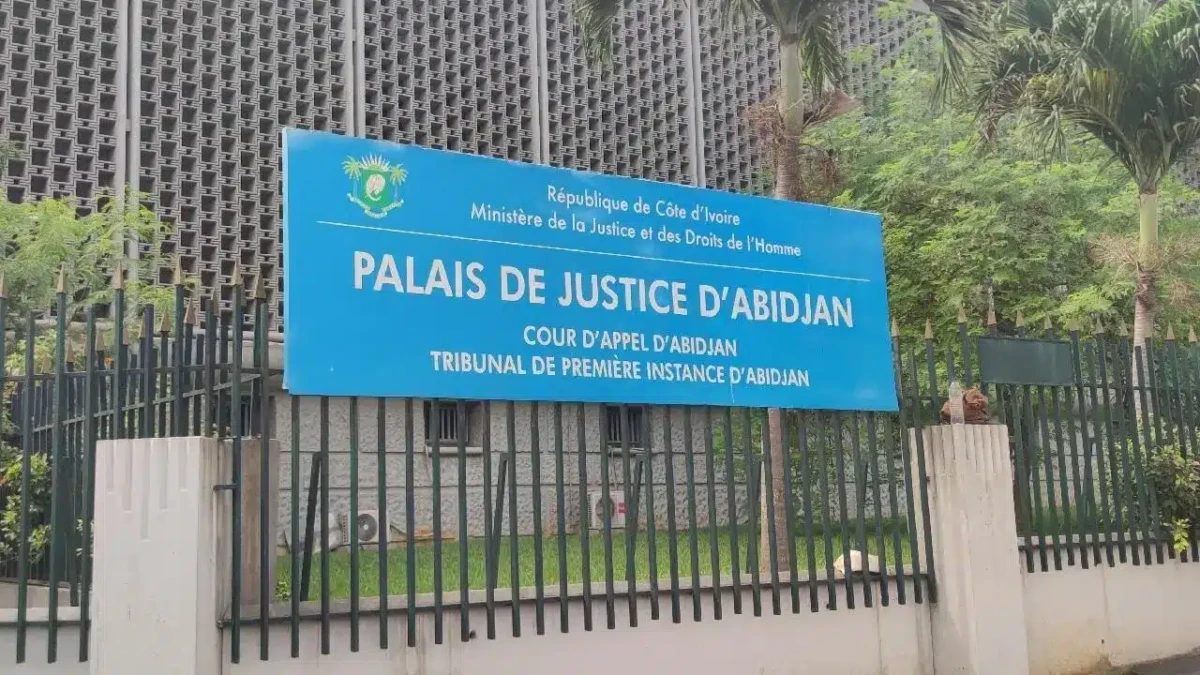 République de Côte d'Ivoire
Ministère de la Justice et des Droits de l'Homme
PALAIS DE JUSTICE D'ABIDJAN
COUR D'APPEL D'ABIDJAN
TRIBUNAL DE PREMIÈRE INSTANCE D'ABIDJAN